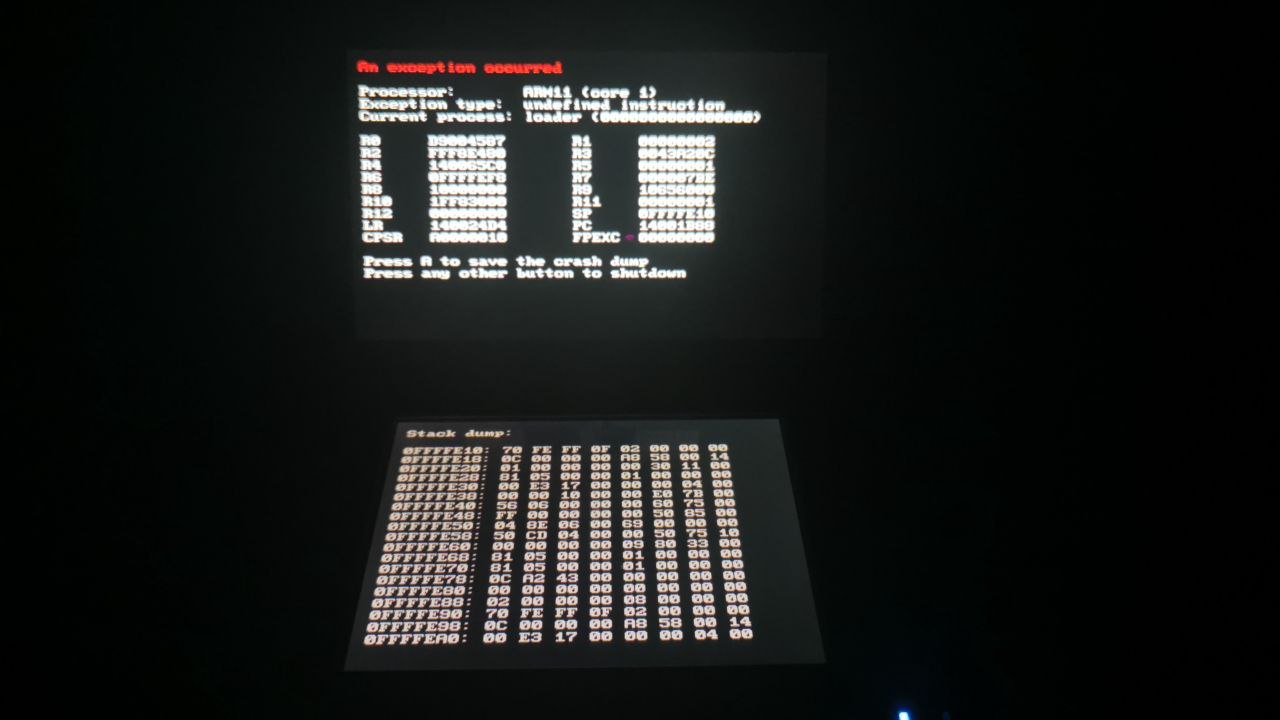 An exception occurred
Processor: ARM11 (core 1)
Exception type: undefined instruction
Current process: loader (0000000000000000)
R0 D9004587 R1 00000002
R2 FFF8E480 R3 0043A20C
R4 140065C0 R5 00000001
R6 0FFFFEF8 R7 000007BE
R8 10000000 R9 10656000
R10 1FF83000 R11 00000001
R12 00000000 SP 0FFFFE10
LR 140024D4 PC 14001B88
CPSR A0000010 FPEXC 00000000
Press A to save the crash dump
Press any other button to shutdown
Stack dump:
0FFFFE10: 70 FE FF 0F 02 00 00 00
0FFFFE18: 0C 00 00 00 A8 58 00 14
0FFFFE20: 01 00 00 00 00 30 11 00
0FFFFE28: 81 05 00 00 01 00 00 00
0FFFFE30: 00 E3 17 00 00 00 04 00
0FFFFE38: 00 00 10 00 00 E0 7B 00
0FFFFE40: 56 06 00 00 00 60 75 00
0FFFFE48: FF 00 00 00 00 50 85 00
0FFFFE50: 04 8E 06 00 69 00 00 00
0FFFFE58: 50 CD 04 00 00 50 75 10
0FFFFE60: 00 00 00 00 09 80 33 00
0FFFFE68: 81 05 00 00 01 00 00 00
0FFFFE70: 81 05 00 00 01 00 00 00
0FFFFE78: 0C A2 43 00 00 00 00 00
0FFFFE80: 00 00 00 00 00 00 00 00
0FFFFE88: 02 00 00 00 08 00 00 00
0FFFFE90: 70 FE FF 0F 02 00 00 00
0FFFFE98: 0C 00 00 00 A8 58 00 14
0FFFFEA0: 00 E3 17 00 00 00 04 00